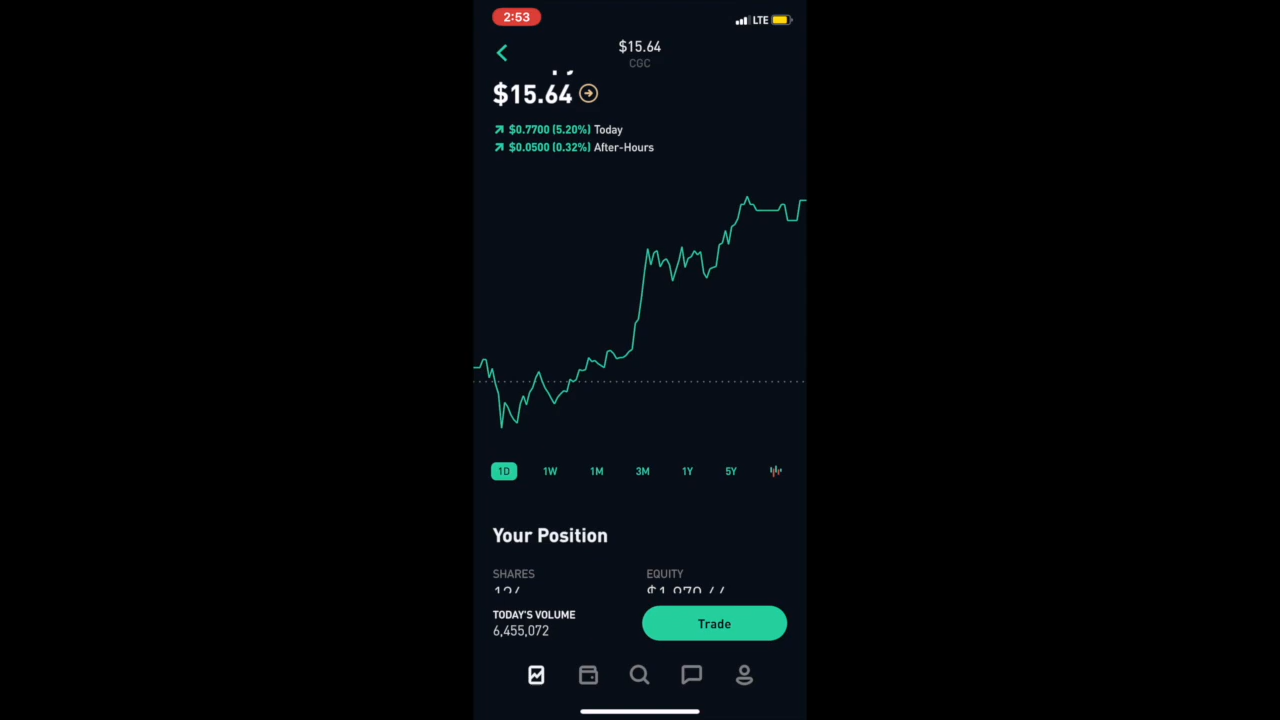 2:53
LTE
$15.64
CGC
$15.64
$0.7700 (5.20%) Today
$0.0500 (0.32%) After-Hours
1D 1W 1M 3M 1Y 5Y
Your Position
SHARES EQUITY
TODAY'S VOLUME
6,455,072
Trade